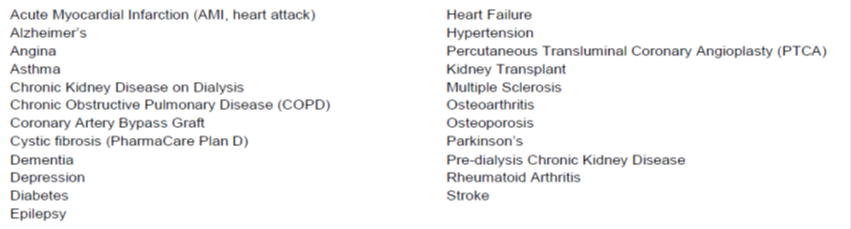 Acute Myocardial Infarction (AMI, heart attack)
Alzheimer's
Angina
Asthma
Chronic Kidney Disease on Dialysis
Chronic Obstructive Pulmonary Disease (COPD)
Coronary Artery Bypass Graft
Cystic fibrosis (PharmaCare Plan D)
Dementia
Depression
Diabetes
Epilepsy
Heart Failure
Hypertension
Percutaneous Transluminal Coronary Angioplasty (PTCA)
Kidney Transplant
Multiple Sclerosis
Osteoarthritis
Osteoporosis
Parkinson's
Pre-dialysis Chronic Kidney Disease
Rheumatoid Arthritis
Stroke